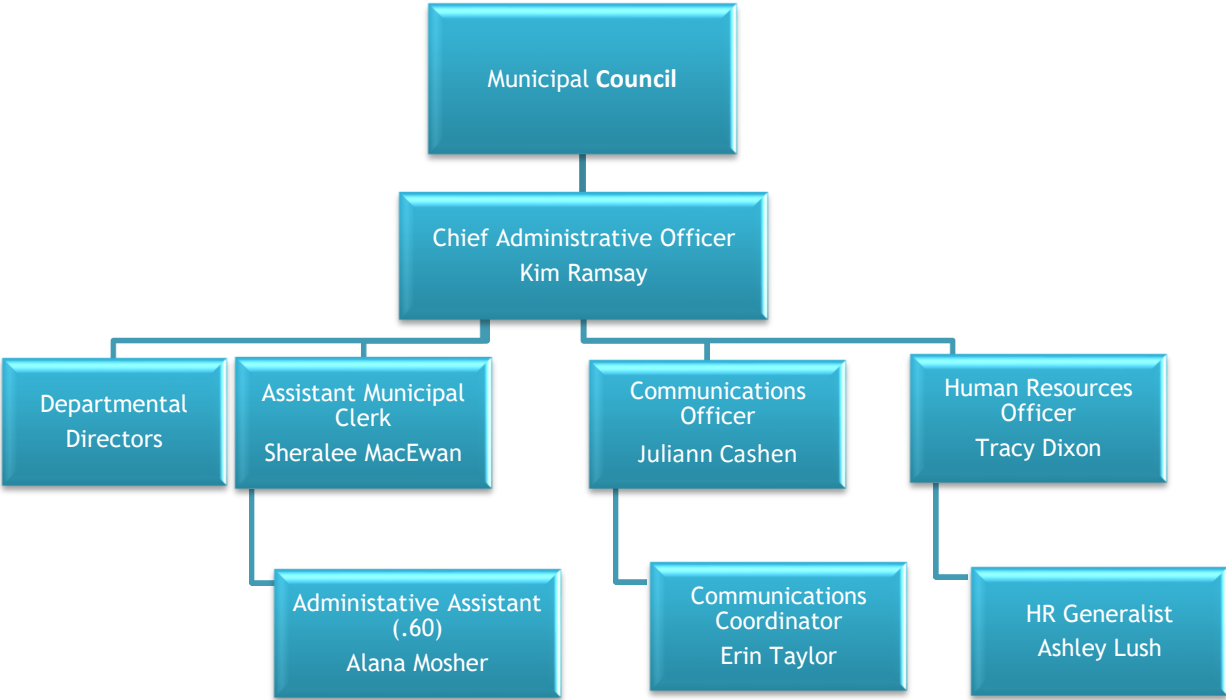 Municipal Council
Chief Administrative Officer
Kim Ramsay
Departmental
Directors
Assistant Municipal
Clerk
Sheralee MacEwan
Communications
Officer
Juliann Cashen
Human Resources
Officer
Tracy Dixon
Administative Assistant
(.60)
Alana Mosher
Communications
Coordinator
Erin Taylor
HR Generalist
Ashley Lush